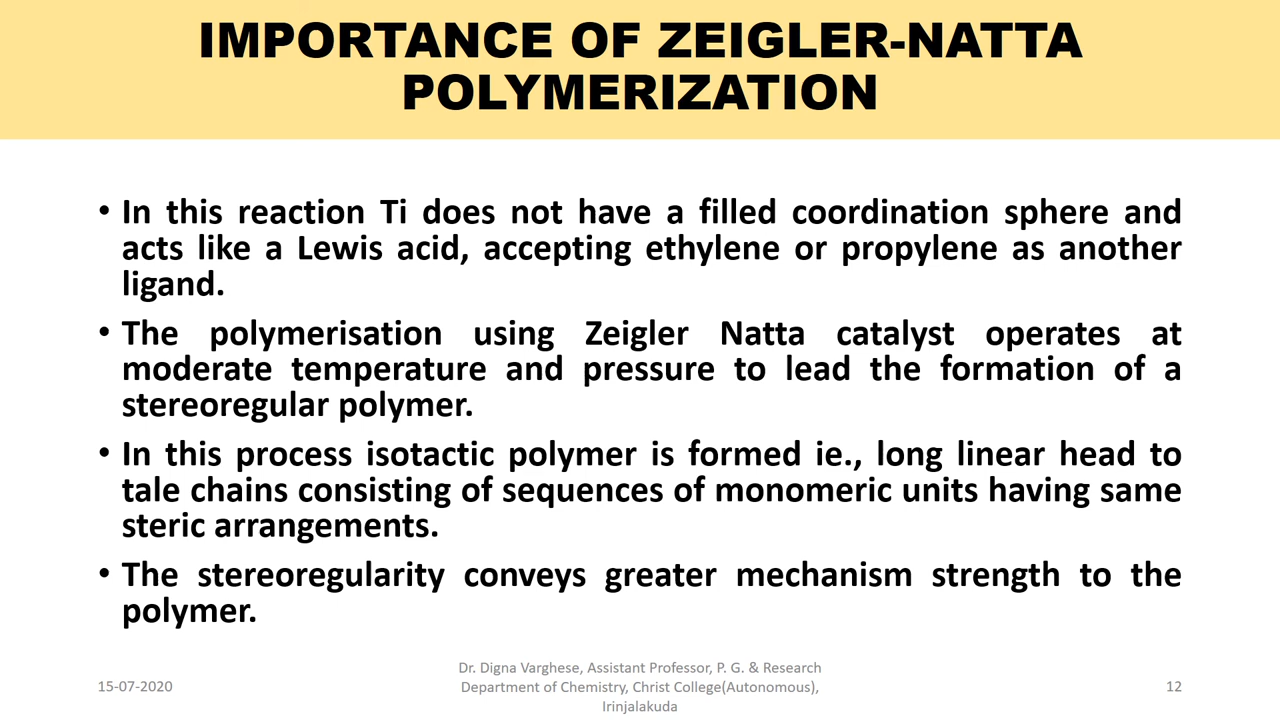 IMPORTANCE OF ZEIGLER-NATTA
POLYMERIZATION
• In this reaction Ti does not have a filled coordination sphere and
acts like a Lewis acid, accepting ethylene or propylene as another
ligand.
• The polymerisation using Zeigler Natta catalyst operates at
moderate temperature and pressure to lead the formation of a
stereoregular polymer.
• In this process isotactic polymer is formed ie., long linear head to
tale chains consisting of sequences of monomeric units having same
steric arrangements.
• The stereoregularity conveys greater mechanism strength to the
polymer.
15-07-2020
Dr. Digna Varghese, Assistant Professor, P. G. & Research
Department of Chemistry, Christ College(Autonomous),
Irinjalakuda
12